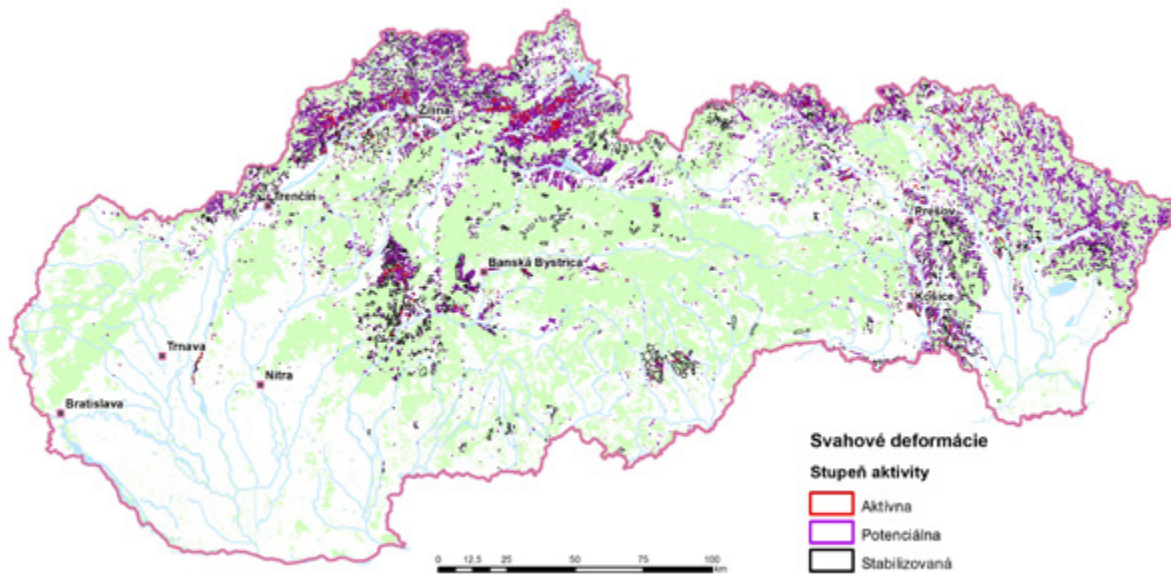 Žilina
Trenčín
Prešov
Banská Bystrica
Košice
Trnava
Nitra
Bratislava
Svahové deformácie
Stupeň aktivity
Aktívna
Potenciálna
Stabilizovaná
0 12,5 25 50 75 100
km